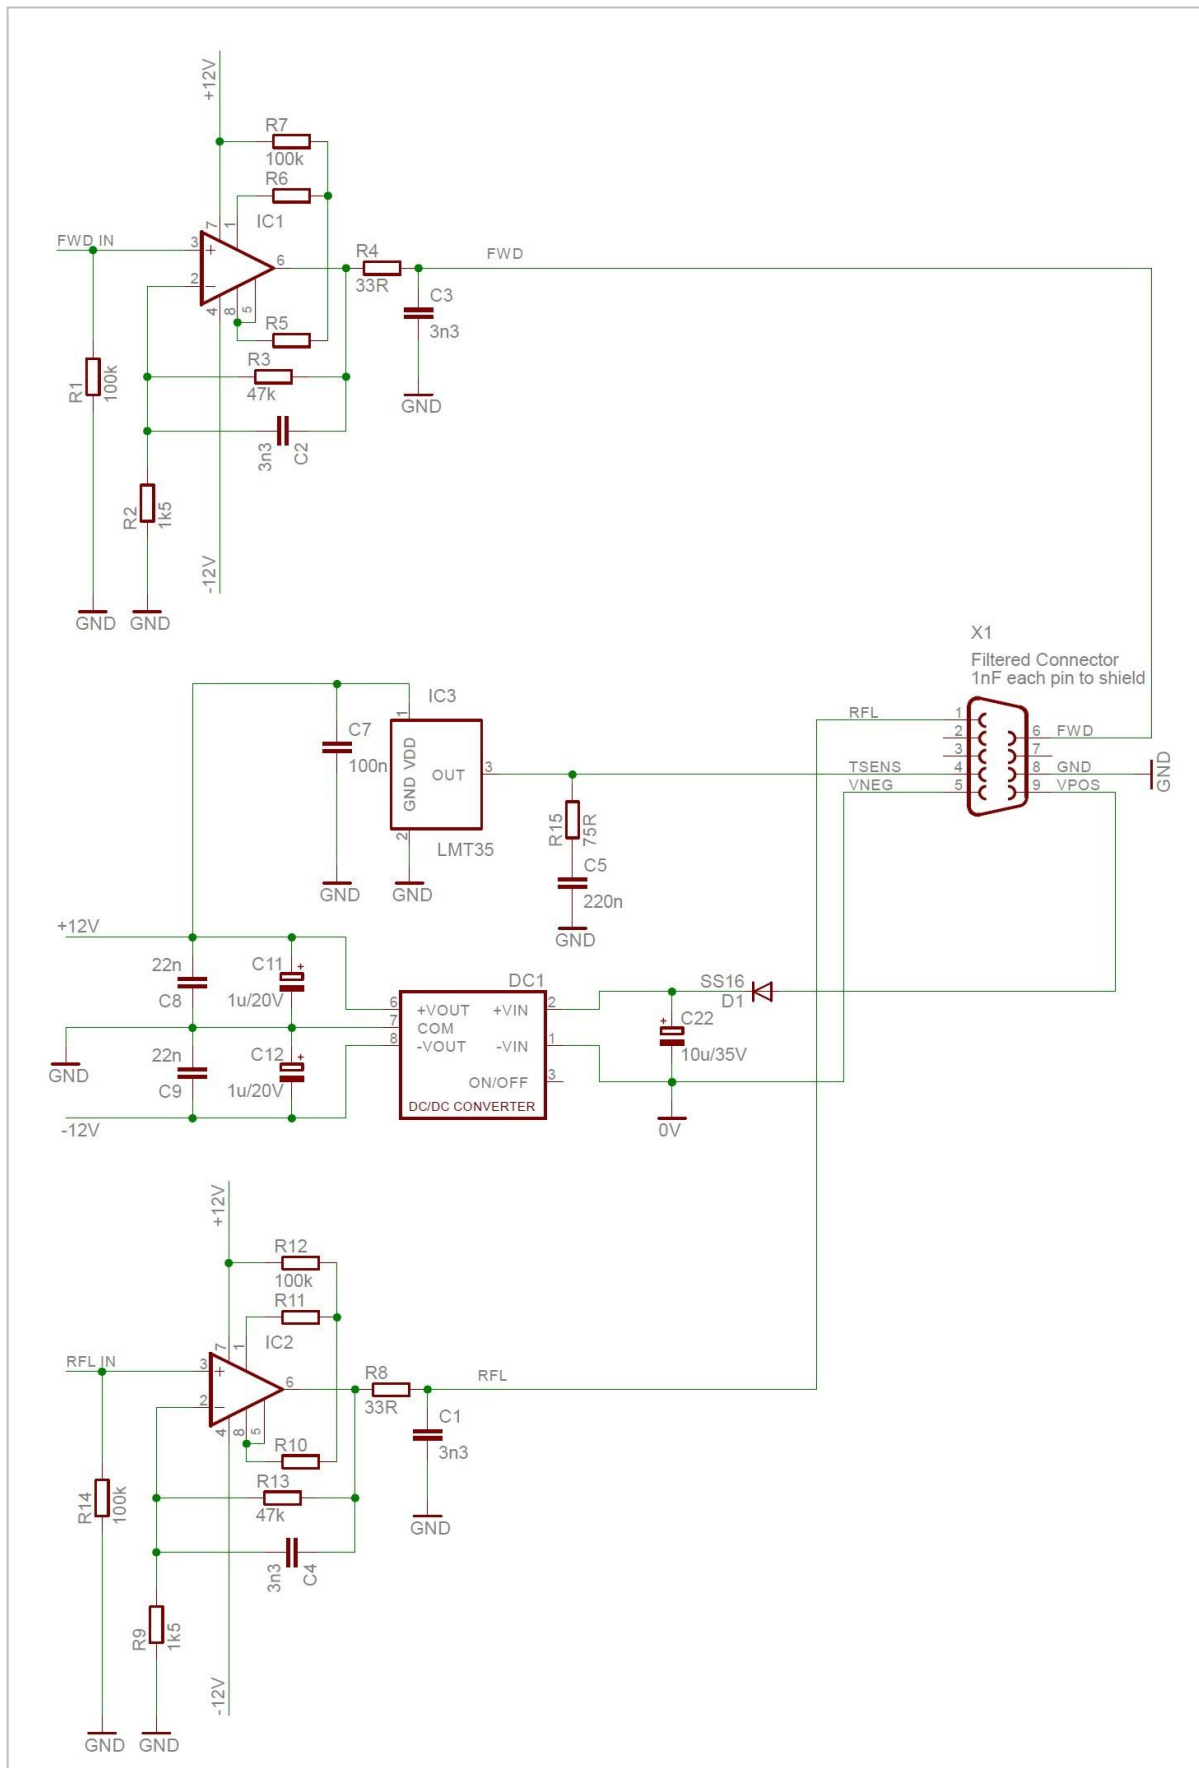 +12V
R7
100k
R6
IC1
7
1
FWD IN
3
+
2
-
6
4
8
5
R5
R4
33R
FWD
C3
3n3
GND
R3
47k
3n3
C2
R1
100k
R2
1k5
-12V
GND
GND
X1
Filtered Connector
1nF each pin to shield
RFL
1
2
3
TSENS
4
VNEG
5
6
FWD
7
8
GND
9
VPOS
GND
IC3
C7
100n
1
GND VDD
OUT
3
2
LMT35
GND
GND
R15
75R
C5
220n
GND
+12V
22n
C8
C11
+
1u/20V
GND
22n
C9
C12
+
1u/20V
-12V
DC1
6
+VOUT
+VIN
2
7
COM
8
-VOUT
-VIN
1
ON/OFF
3
DC/DC CONVERTER
SS16
D1
+
C22
10u/35V
0V
+12V
R12
100k
R11
IC2
7
1
RFL IN
3
+
2
-
6
4
8
5
R10
R8
33R
RFL
C1
3n3
GND
R13
47k
3n3
C4
R14
100k
R9
1k5
-12V
GND
GND